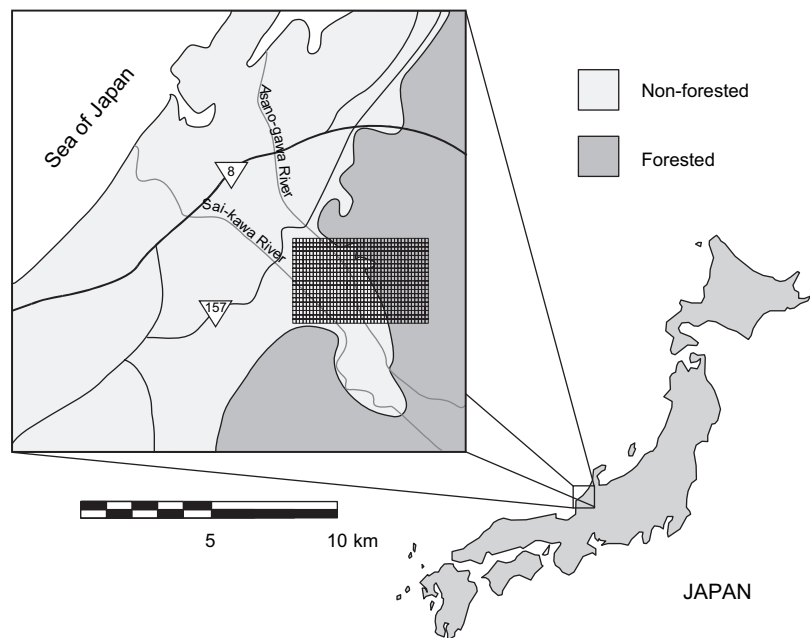 Sea of Japan
Asano-gawa River
8
Sai-kawa River
157
Non-forested
Forested
5
10 km
JAPAN